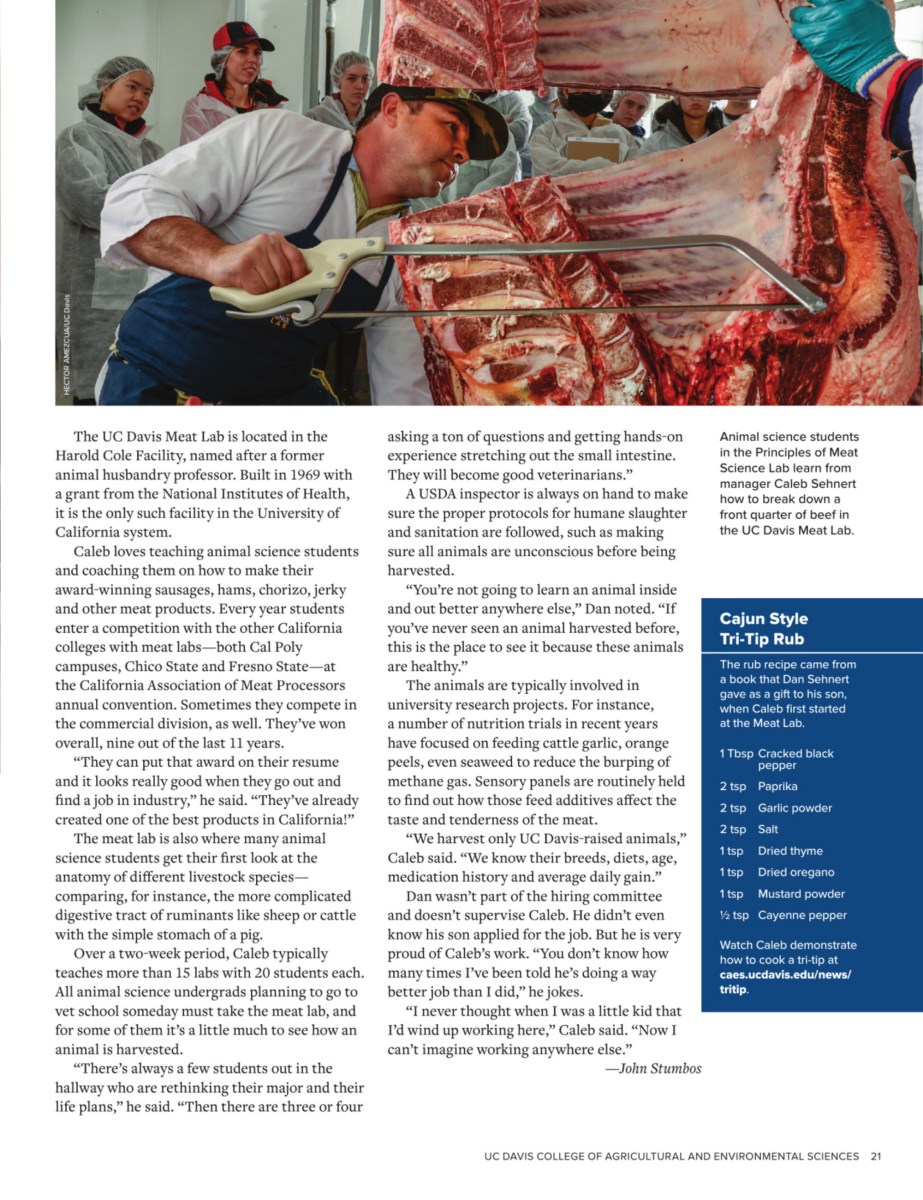 HECTOR AMEZCUA/UC Davis
The UC Davis Meat Lab is located in the
Harold Cole Facility, named after a former
animal husbandry professor. Built in 1969 with
a grant from the National Institutes of Health,
it is the only such facility in the University of
California system.
Caleb loves teaching animal science students
and coaching them on how to make their
award-winning sausages, hams, chorizo, jerky
and other meat products. Every year students
enter a competition with the other California
colleges with meat labs—both Cal Poly
campuses, Chico State and Fresno State—at
the California Association of Meat Processors
annual convention. Sometimes they compete in
the commercial division, as well. They’ve won
overall, nine out of the last 11 years.
“They can put that award on their resume
and it looks really good when they go out and
find a job in industry,” he said. “They’ve already
created one of the best products in California!”
The meat lab is also where many animal
science students get their first look at the
anatomy of different livestock species—
comparing, for instance, the more complicated
digestive tract of ruminants like sheep or cattle
with the simple stomach of a pig.
Over a two-week period, Caleb typically
teaches more than 15 labs with 20 students each.
All animal science undergrads planning to go to
vet school someday must take the meat lab, and
for some of them it’s a little much to see how an
animal is harvested.
“There’s always a few students out in the
hallway who are rethinking their major and their
life plans,” he said. “Then there are three or four
asking a ton of questions and getting hands-on
experience stretching out the small intestine.
They will become good veterinarians.”
A USDA inspector is always on hand to make
sure the proper protocols for humane slaughter
and sanitation are followed, such as making
sure all animals are unconscious before being
harvested.
“You’re not going to learn an animal inside
and out better anywhere else,” Dan noted. “If
you’ve never seen an animal harvested before,
this is the place to see it because these animals
are healthy.”
The animals are typically involved in
university research projects. For instance,
a number of nutrition trials in recent years
have focused on feeding cattle garlic, orange
peels, even seaweed to reduce the burping of
methane gas. Sensory panels are routinely held
to find out how those feed additives affect the
taste and tenderness of the meat.
“We harvest only UC Davis-raised animals,”
Caleb said. “We know their breeds, diets, age,
medication history and average daily gain.”
Dan wasn’t part of the hiring committee
and doesn’t supervise Caleb. He didn’t even
know his son applied for the job. But he is very
proud of Caleb’s work. “You don’t know how
many times I’ve been told he’s doing a way
better job than I did,” he jokes.
“I never thought when I was a little kid that
I’d wind up working here,” Caleb said. “Now I
can’t imagine working anywhere else.”
—John Stumbos
Animal science students
in the Principles of Meat
Science Lab learn from
manager Caleb Sehnert
how to break down a
front quarter of beef in
the UC Davis Meat Lab.
Cajun Style
Tri-Tip Rub
The rub recipe came from
a book that Dan Sehnert
gave as a gift to his son,
when Caleb first started
at the Meat Lab.
1 Tbsp Cracked black
pepper
2 tsp Paprika
2 tsp Garlic powder
2 tsp Salt
1 tsp Dried thyme
1 tsp Dried oregano
1 tsp Mustard powder
½ tsp Cayenne pepper
Watch Caleb demonstrate
how to cook a tri-tip at
caes.ucdavis.edu/news/
tritip.
UC DAVIS COLLEGE OF AGRICULTURAL AND ENVIRONMENTAL SCIENCES 21